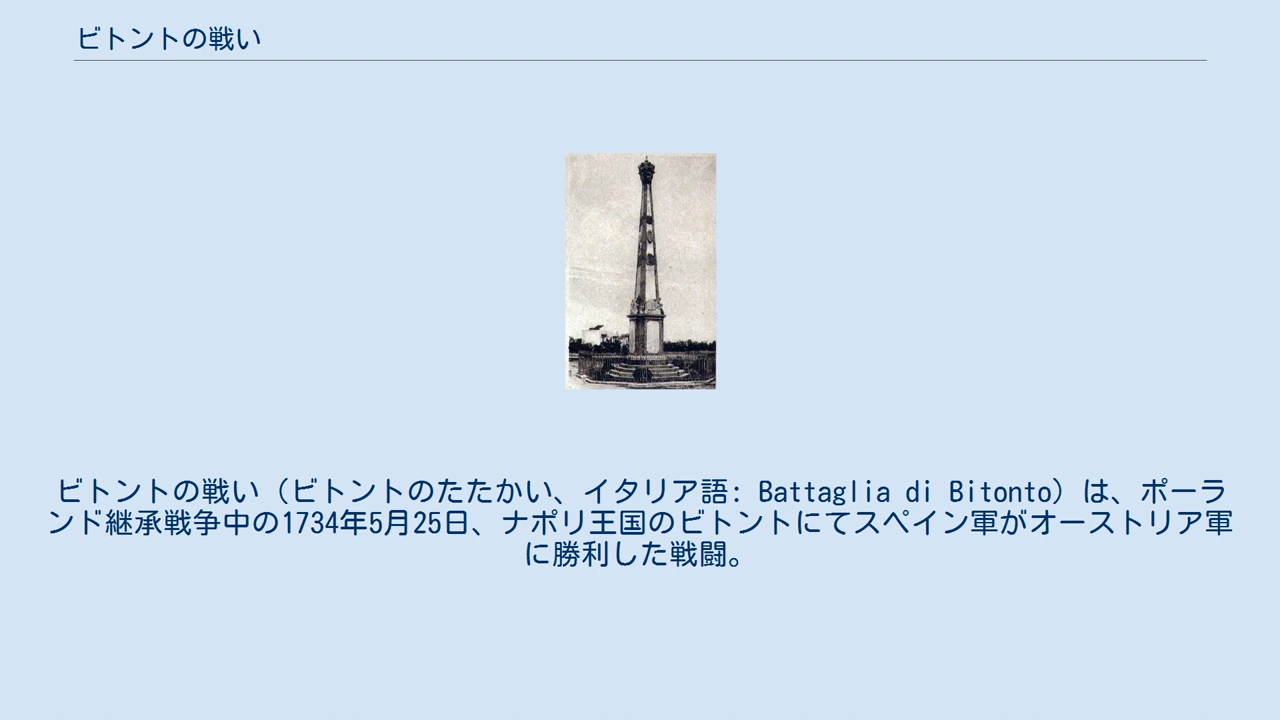 ビトントの戦い
ビトントの戦い（ビトントのたたかい、イタリア語: Battaglia di Bitonto）は、ポーラ
ンド継承戦争中の1734年5月25日、ナポリ王国のビトントにてスペイン軍がオーストリア軍
に勝利した戦闘。